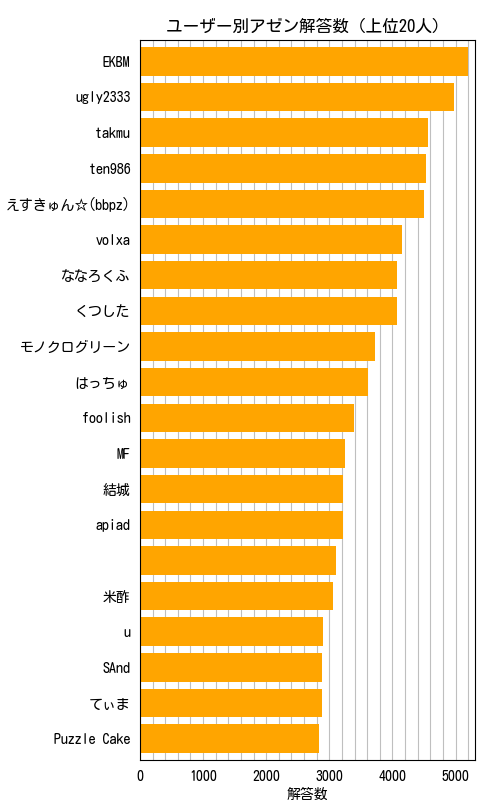 ユーザー別アゼン解答数 (上位20人)
EKBM
ugly2333
takmu
ten986
えすきゅん☆(bbpz)
volxa
ななろくふ
くつした
モノクログリーン
はっちゅ
foolish
MF
結城
apiad
米酢
u
SAnd
てぃま
Puzzle Cake
0 1000 2000 3000 4000 5000
解答数